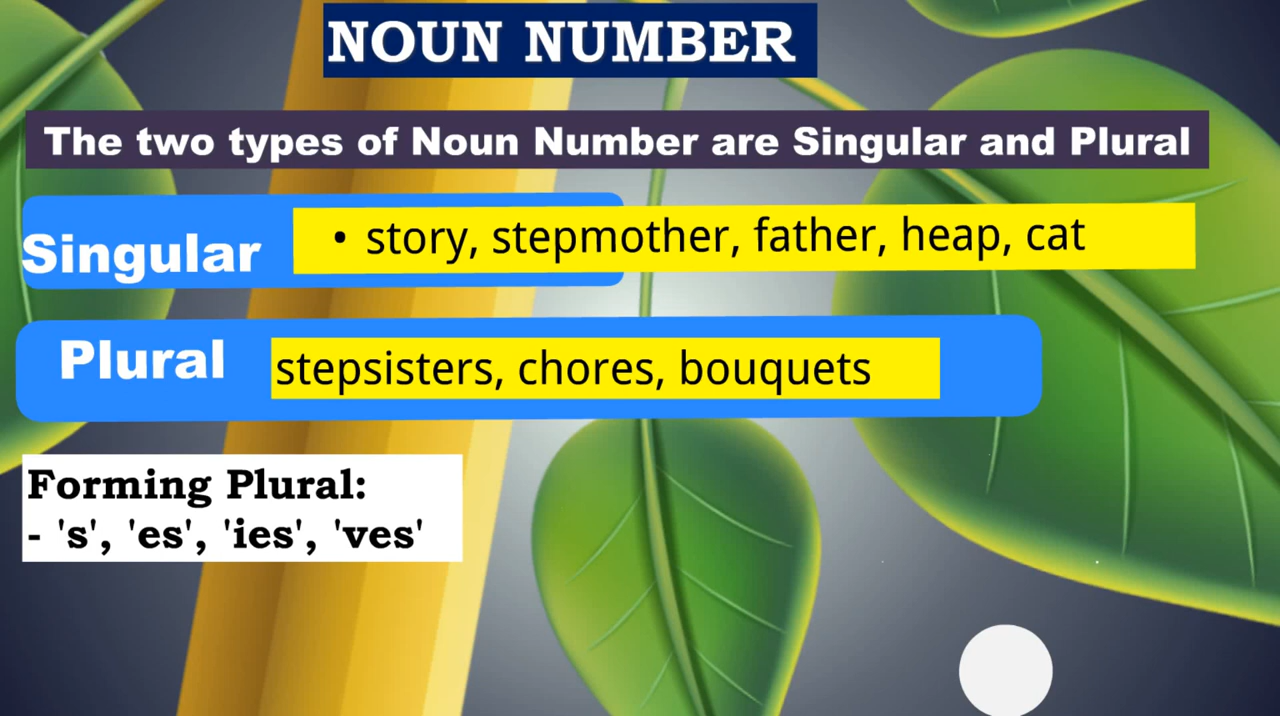 NOUN NUMBER
The two types of Noun Number are Singular and Plural
Singular
• story, stepmother, father, heap, cat
Plural
stepsisters, chores, bouquets
Forming Plural:
- 's', 'es', 'ies', 'ves'